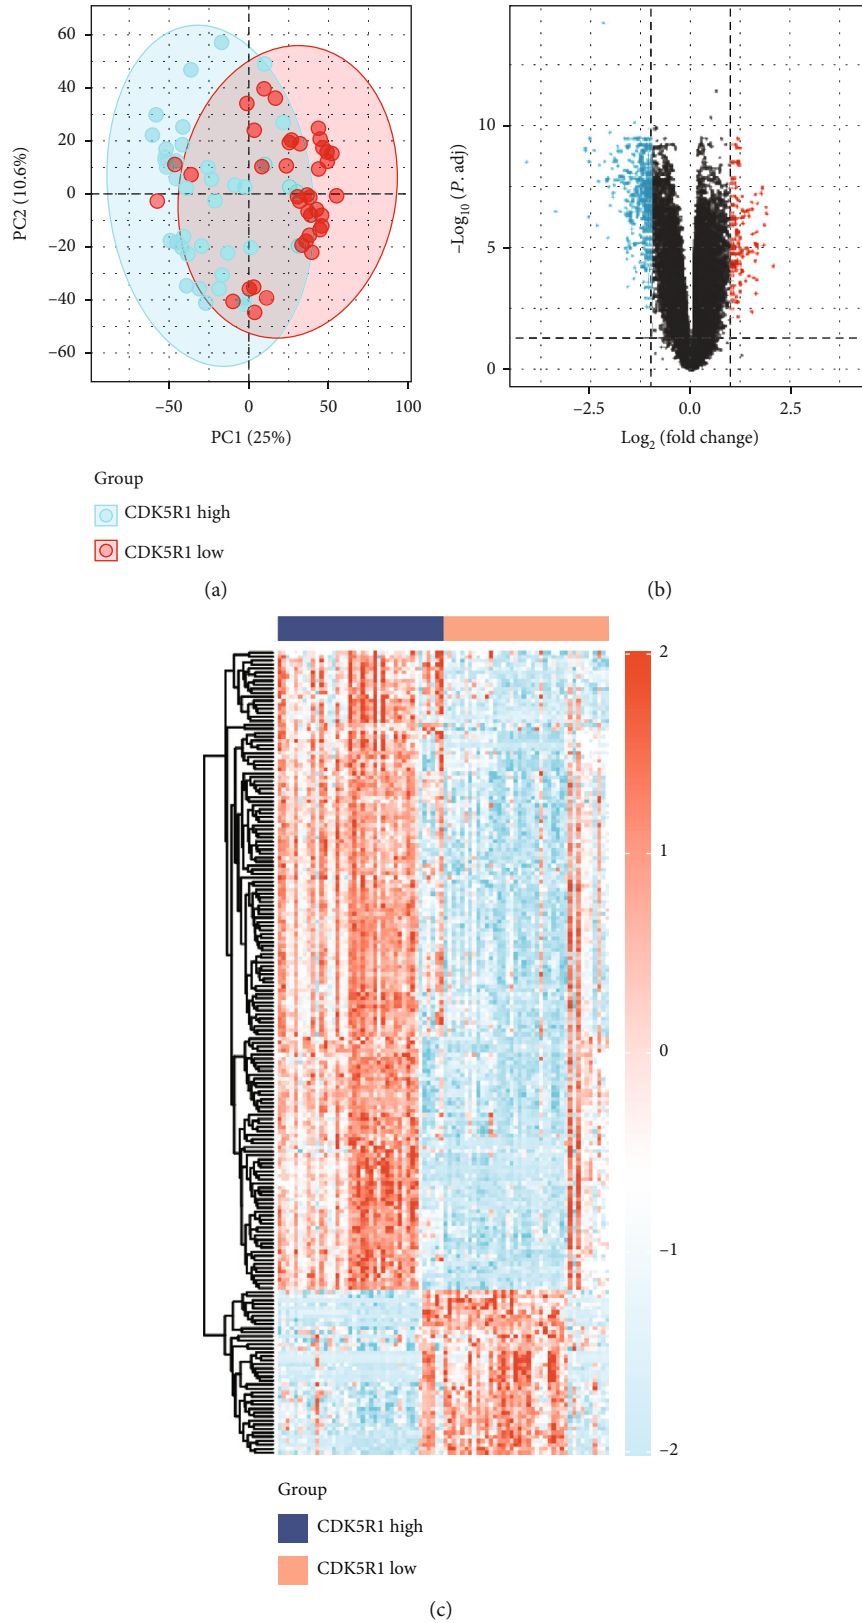 60
40
20
0
−20
−40
−60
PC2 (10.6%)
−50
0
50
100
PC1 (25%)
Group
CDK5R1 high
CDK5R1 low
(a)
10
5
0
−Log10 (P. adj)
−2.5
0.0
2.5
Log2 (fold change)
(b)
2
1
0
−1
−2
Group
CDK5R1 high
CDK5R1 low
(c)